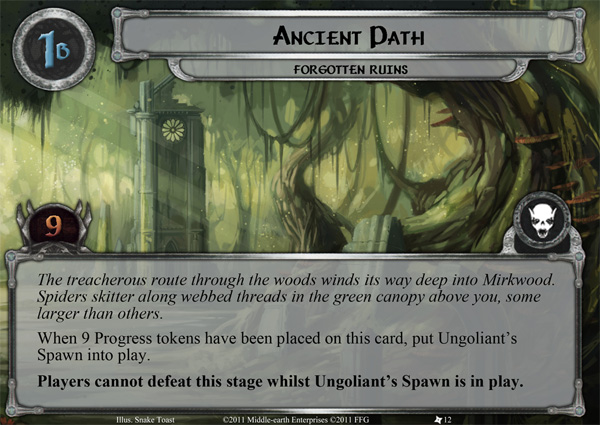 1B
ANCIENT PATH
FORGOTTEN RUINS
9
The treacherous route through the woods winds its way deep into Mirkwood.
Spiders skitter along webbed threads in the green canopy above you, some
larger than others.
When 9 Progress tokens have been placed on this card, put Ungoliant's
Spawn into play.
Players cannot defeat this stage whilst Ungoliant's Spawn is in play.
Illus. Snake Toast ©2011 Middle-earth Enterprises ©2011 FFG 12